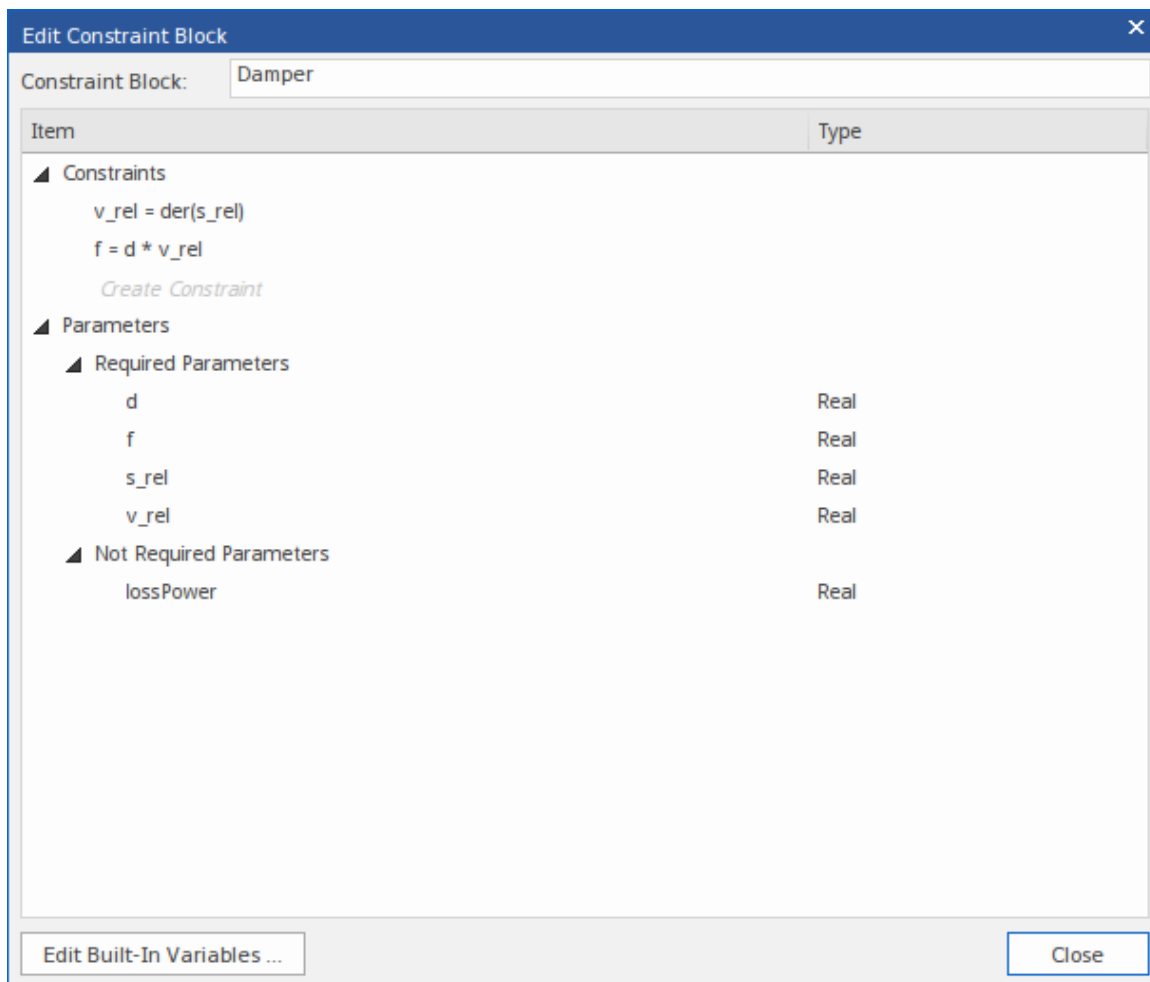 Edit Constraint Block
Constraint Block: Damper
Item Type
Constraints
v_rel = der(s_rel)
f = d * v_rel
Create Constraint
Parameters
Required Parameters
d Real
f Real
s_rel Real
v_rel Real
Not Required Parameters
lossPower Real
Edit Built-In Variables ... Close